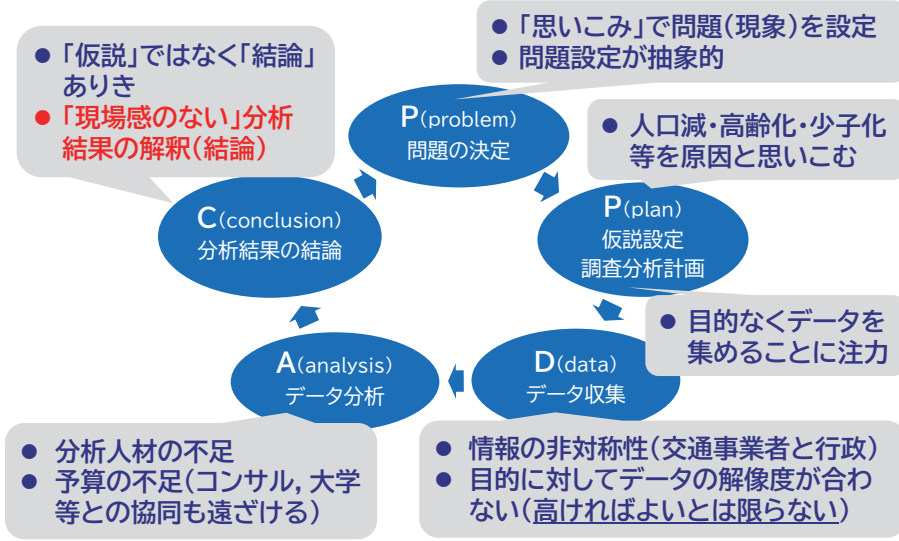 ● 「思いこみ」で問題(現象)を設定
● 問題設定が抽象的
● 「仮説」ではなく「結論」
ありき
● 「現場感のない」分析
結果の解釈(結論)
P(problem)
問題の決定
● 人口減・高齢化・少子化
等を原因と思いこむ
P(plan)
仮説設定
調査分析計画
C(conclusion)
分析結果の結論
● 目的なくデータを
集めることに注力
A(analysis)
データ分析
D(data)
データ収集
● 分析人材の不足
● 予算の不足(コンサル,大学
等との協同も遠ざける)
● 情報の非対称性(交通事業者と行政)
● 目的に対してデータの解像度が合わ
ない(高ければよいとは限らない)